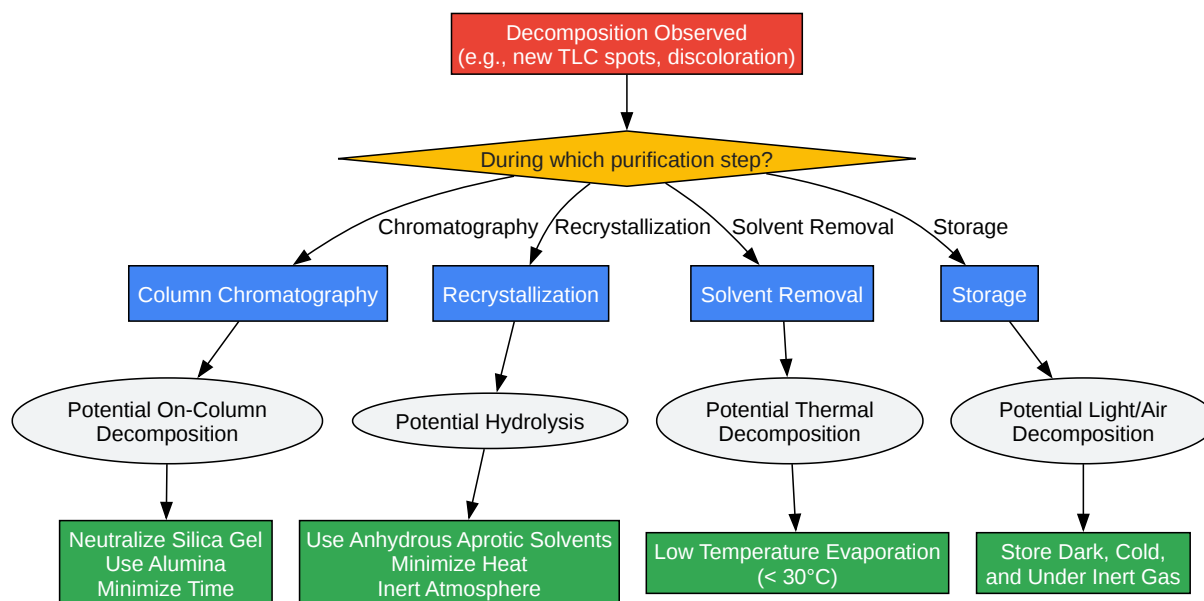 Decomposition Observed
(e.g., new TLC spots, discoloration)
During which purification step?
Chromatography
Recrystallization
Solvent Removal
Storage
Column Chromatography
Recrystallization
Solvent Removal
Storage
Potential On-Column
Decomposition
Potential Hydrolysis
Potential Thermal
Decomposition
Potential Light/Air
Decomposition
Neutralize Silica Gel
Use Alumina
Minimize Time
Use Anhydrous Aprotic Solvents
Minimize Heat
Inert Atmosphere
Low Temperature Evaporation
(< 30°C)
Store Dark, Cold,
and Under Inert Gas